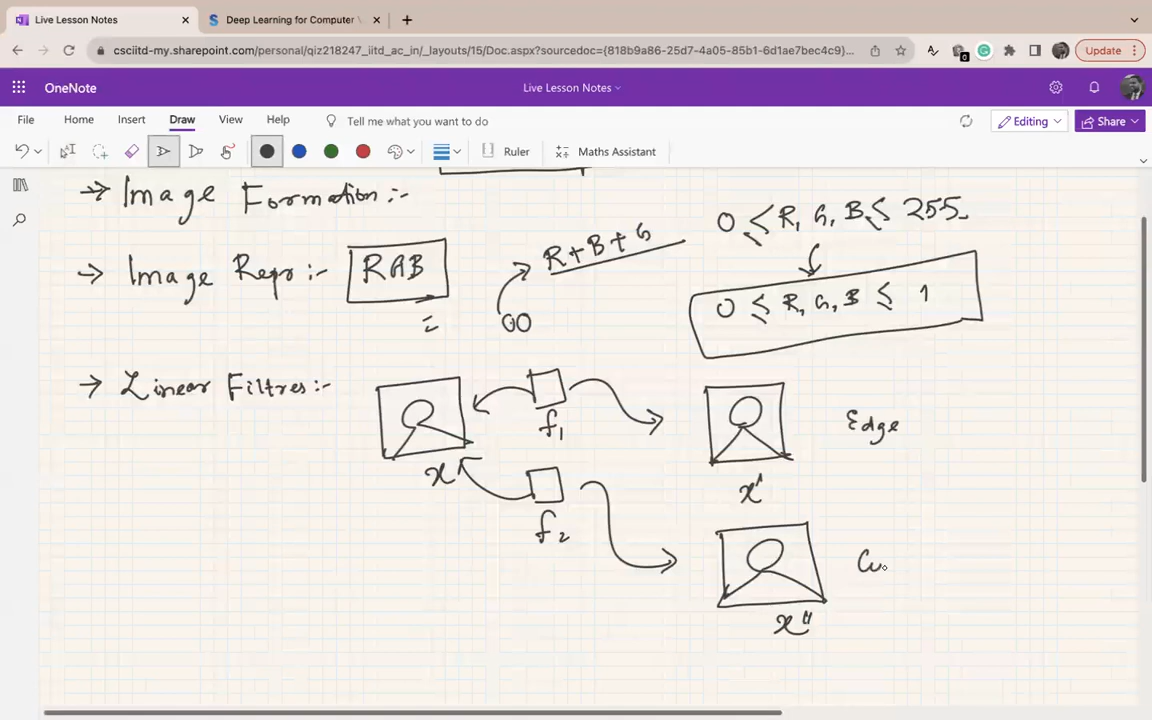 Live Lesson Notes
Deep Learning for Computer
csciitd-my.sharepoint.com/personal/qiz218247_iitd_ac_in/_layouts/15/Doc.aspx?sourcedoc={818b9a86-25d7-4a05-85b1-6d1ae7bec4c9}...
Update
OneNote
Live Lesson Notes
File Home Insert Draw View Help Tell me what you want to do
Editing Share
Ruler Maths Assistant
→ Image Formation :-
0 ≤ R, G, B ≤ 255
→ Image Repr :- RGB
R+B+G
0 ≤ R, G, B ≤ 1
→ Linear Filtres :-
f1
Edge
x
x'
f2
x"